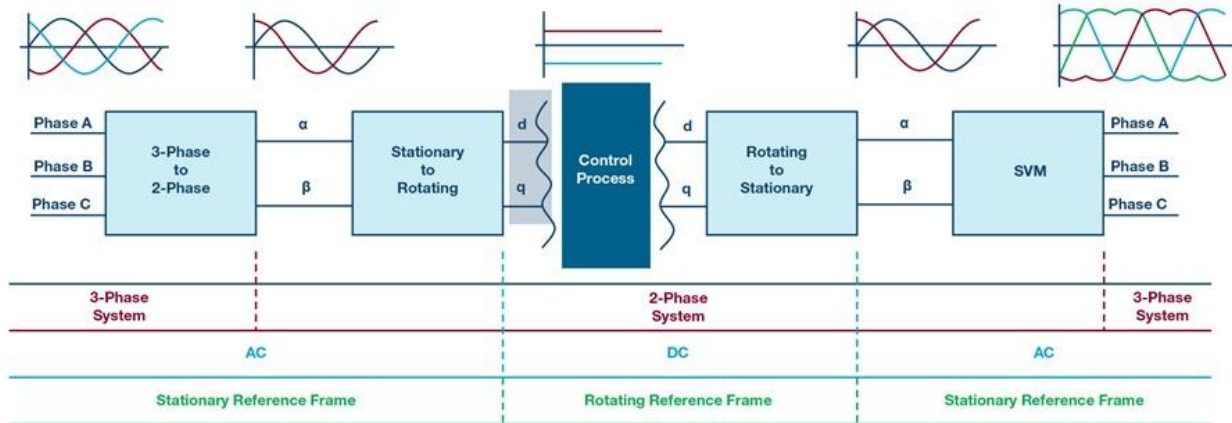 Phase A
Phase B
Phase C
3-Phase
to
2-Phase
α
β
Stationary
to
Rotating
d
q
Control
Process
d
q
Rotating
to
Stationary
α
β
SVM
Phase A
Phase B
Phase C
3-Phase
System
2-Phase
System
3-Phase
System
AC
DC
AC
Stationary Reference Frame
Rotating Reference Frame
Stationary Reference Frame